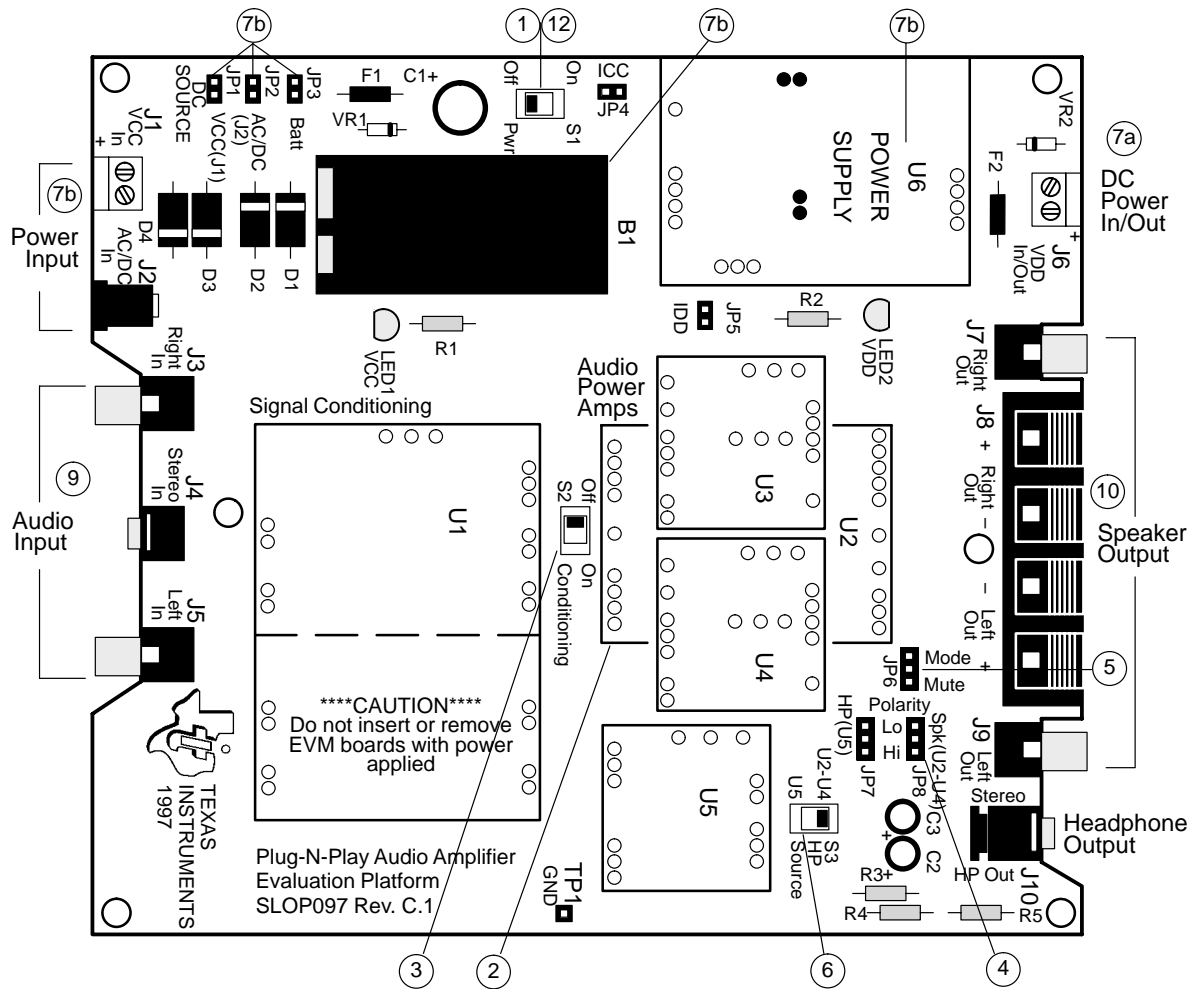 7b
1
12
7b
7b
JP1
JP2
JP3
DC
SOURCE
VCC(J1)
AC/DC
(J2)
Batt
F1
C1+
VR1
Off
On
Pwr
S1
ICC
JP4
U6
POWER
SUPPLY
VR2
F2
7a
DC
Power
In/Out
J6
VDD
In/Out
+
J1
VCC
In
+
7b
Power
Input
D4
J2
AC/DC
In
D3
D2
D1
B1
LED1
VCC
R1
IDD
JP5
R2
LED2
VDD
J3
Right
In
J7
Right
Out
Audio
Power
Amps
Signal Conditioning
9
Audio
Input
J4
Stereo
In
U1
Off
S2
On
Conditioning
U3
U2
J8
+
Right
Out
–
–
Left
Out
+
10
Speaker
Output
J5
Left
In
U4
JP6
Mode
Mute
5
****CAUTION****
Do not insert or remove
EVM boards with power
applied
Polarity
HP(U5)
Lo
Hi
JP7
Spk(U2-U4)
JP8
J9
Left
Out
TEXAS
INSTRUMENTS
1997
U5
U5
U2-U4
S3
HP
Source
C3
+
C2
Stereo
HP Out
J10
Headphone
Output
Plug-N-Play Audio Amplifier
Evaluation Platform
SLOP097 Rev. C.1
TP1
GND
R3+
R4
R5
3
2
6
4